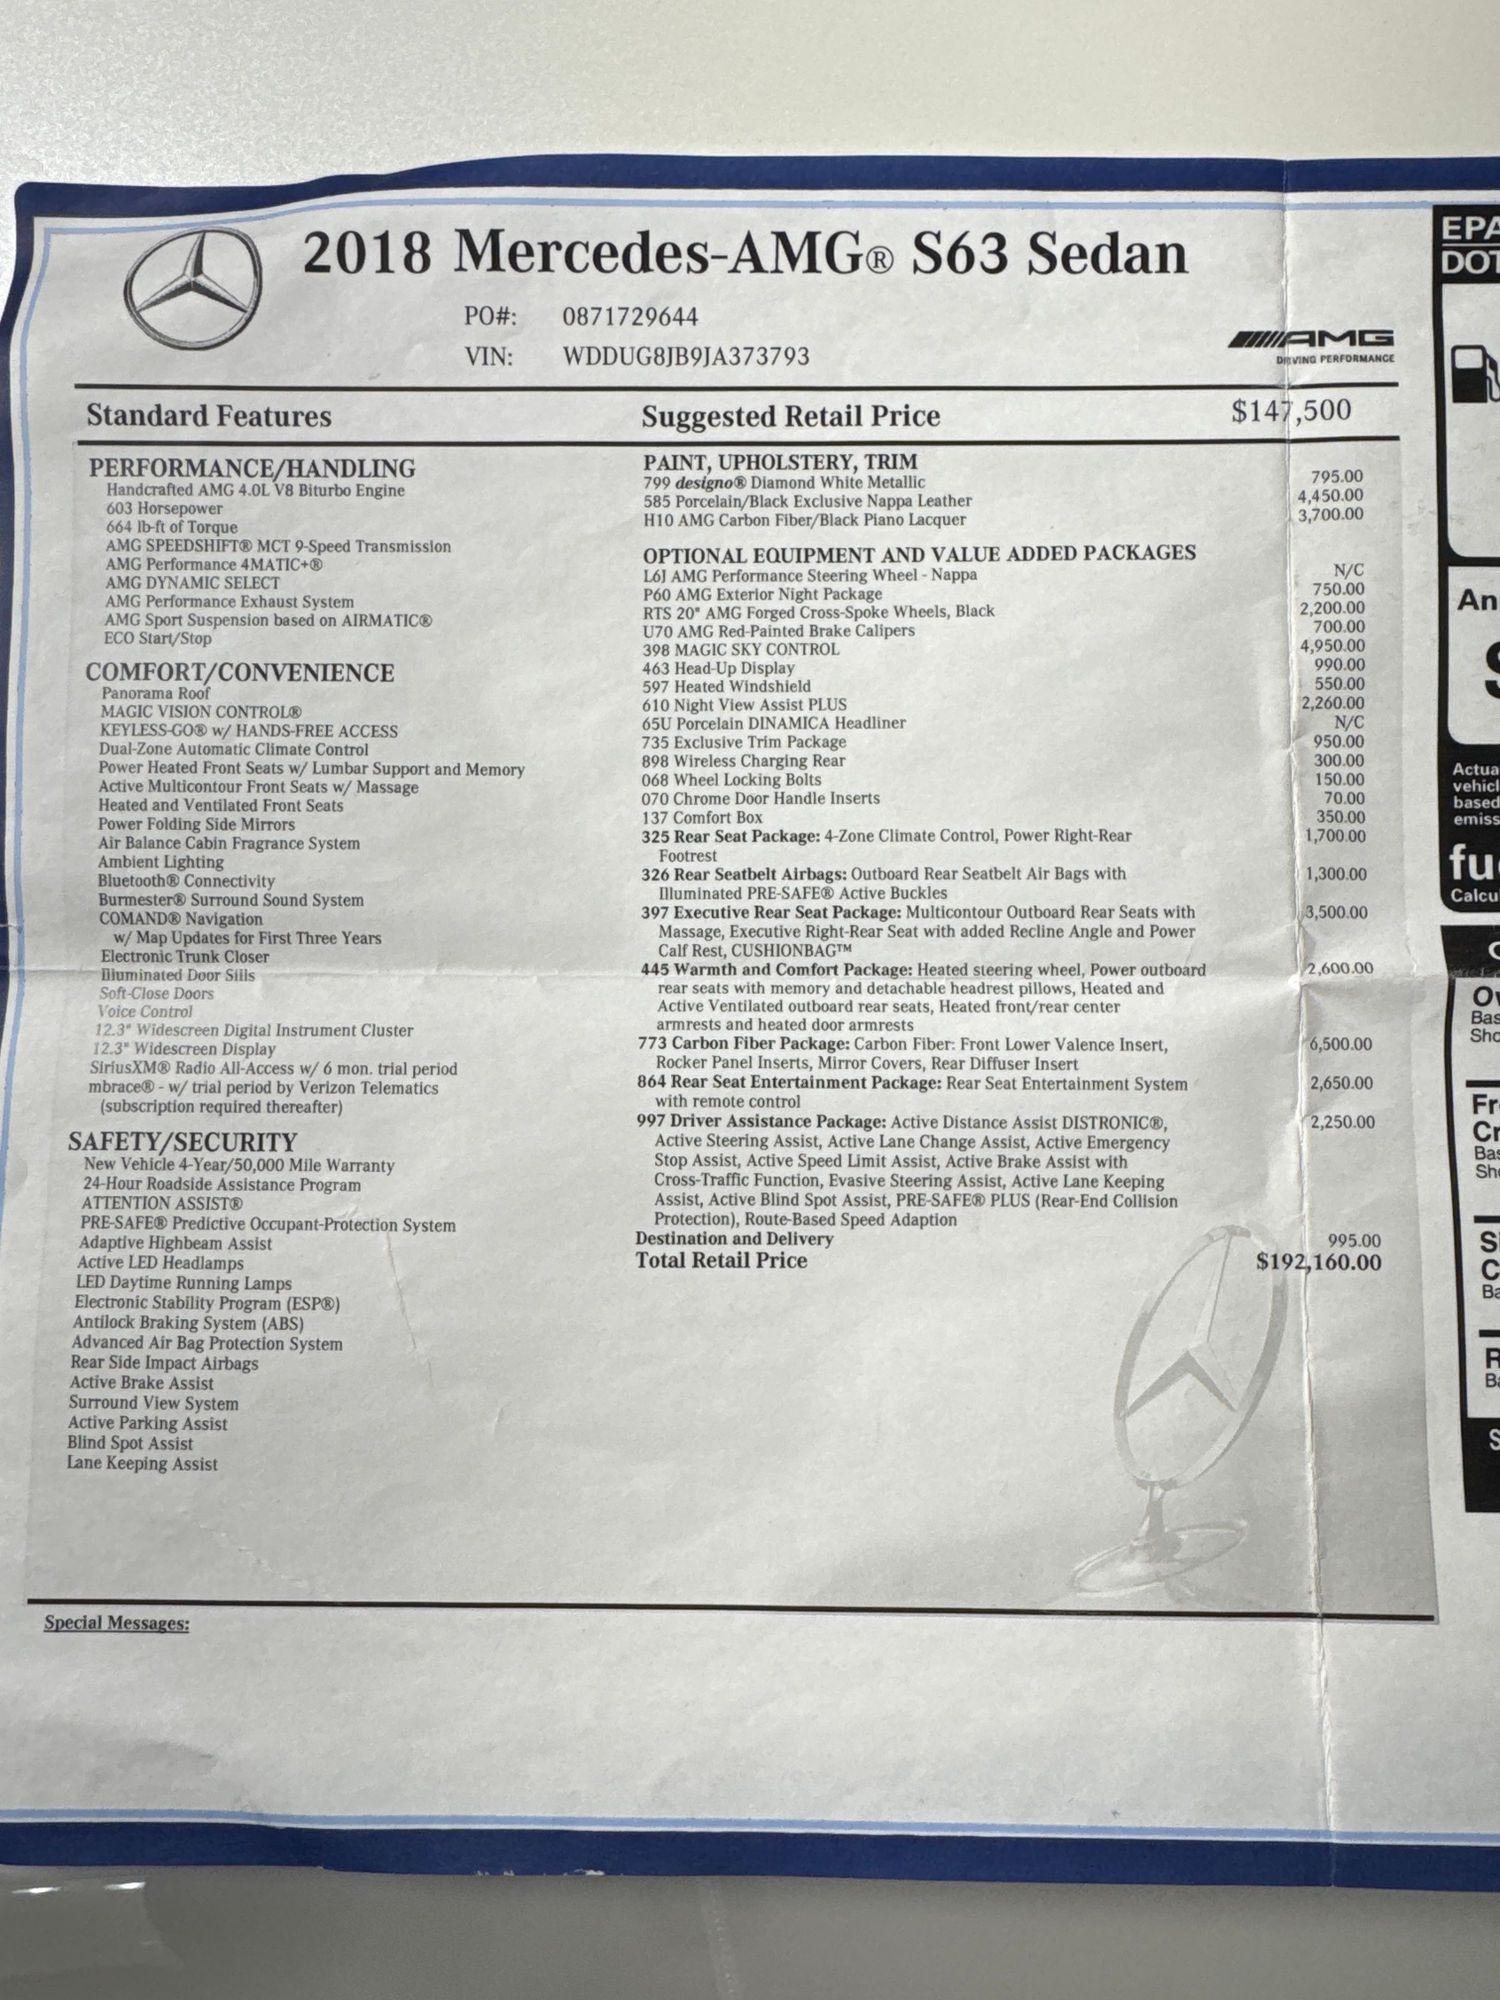 2018 Mercedes-AMG® S63 Sedan
PO#: 0871729644
VIN: WDDUG8JB9JA373793
AMG
DRIVING PERFORMANCE
Standard Features
PERFORMANCE/HANDLING
Handcrafted AMG 4.0L V8 Biturbo Engine
603 Horsepower
664 lb-ft of Torque
AMG SPEEDSHIFT® MCT 9-Speed Transmission
AMG Performance 4MATIC+®
AMG DYNAMIC SELECT
AMG Performance Exhaust System
AMG Sport Suspension based on AIRMATIC®
ECO Start/Stop
COMFORT/CONVENIENCE
Panorama Roof
MAGIC VISION CONTROL®
KEYLESS-GO® w/ HANDS-FREE ACCESS
Dual-Zone Automatic Climate Control
Power Heated Front Seats w/ Lumbar Support and Memory
Active Multicontour Front Seats w/ Massage
Heated and Ventilated Front Seats
Power Folding Side Mirrors
Air Balance Cabin Fragrance System
Ambient Lighting
Bluetooth® Connectivity
Burmester® Surround Sound System
COMAND® Navigation
w/ Map Updates for First Three Years
Electronic Trunk Closer
Illuminated Door Sills
Soft-Close Doors
Voice Control
12.3" Widescreen Digital Instrument Cluster
12.3" Widescreen Display
SiriusXM® Radio All-Access w/ 6 mon. trial period
mbrace® - w/ trial period by Verizon Telematics
(subscription required thereafter)
SAFETY/SECURITY
New Vehicle 4-Year/50,000 Mile Warranty
24-Hour Roadside Assistance Program
ATTENTION ASSIST®
PRE-SAFE® Predictive Occupant-Protection System
Adaptive Highbeam Assist
Active LED Headlamps
LED Daytime Running Lamps
Electronic Stability Program (ESP®)
Antilock Braking System (ABS)
Advanced Air Bag Protection System
Rear Side Impact Airbags
Active Brake Assist
Surround View System
Active Parking Assist
Blind Spot Assist
Lane Keeping Assist
Suggested Retail Price $147,500
PAINT, UPHOLSTERY, TRIM
799 designo® Diamond White Metallic 795.00
585 Porcelain/Black Exclusive Nappa Leather 4,450.00
H10 AMG Carbon Fiber/Black Piano Lacquer 3,700.00
OPTIONAL EQUIPMENT AND VALUE ADDED PACKAGES
L6J AMG Performance Steering Wheel - Nappa N/C
P60 AMG Exterior Night Package 750.00
RTS 20" AMG Forged Cross-Spoke Wheels, Black 2,200.00
U70 AMG Red-Painted Brake Calipers 700.00
398 MAGIC SKY CONTROL 4,950.00
463 Head-Up Display 990.00
597 Heated Windshield 550.00
610 Night View Assist PLUS 2,260.00
65U Porcelain DINAMICA Headliner N/C
735 Exclusive Trim Package 950.00
898 Wireless Charging Rear 300.00
068 Wheel Locking Bolts 150.00
070 Chrome Door Handle Inserts 70.00
137 Comfort Box 350.00
325 Rear Seat Package: 4-Zone Climate Control, Power Right-Rear 1,700.00
Footrest
326 Rear Seatbelt Airbags: Outboard Rear Seatbelt Air Bags with 1,300.00
Illuminated PRE-SAFE® Active Buckles
397 Executive Rear Seat Package: Multicontour Outboard Rear Seats with 3,500.00
Massage, Executive Right-Rear Seat with added Recline Angle and Power
Calf Rest, CUSHIONBAG™
445 Warmth and Comfort Package: Heated steering wheel, Power outboard 2,600.00
rear seats with memory and detachable headrest pillows, Heated and
Active Ventilated outboard rear seats, Heated front/rear center
armrests and heated door armrests
773 Carbon Fiber Package: Carbon Fiber: Front Lower Valence Insert, 6,500.00
Rocker Panel Inserts, Mirror Covers, Rear Diffuser Insert
864 Rear Seat Entertainment Package: Rear Seat Entertainment System 2,650.00
with remote control
997 Driver Assistance Package: Active Distance Assist DISTRONIC®, 2,250.00
Active Steering Assist, Active Lane Change Assist, Active Emergency
Stop Assist, Active Speed Limit Assist, Active Brake Assist with
Cross-Traffic Function, Evasive Steering Assist, Active Lane Keeping
Assist, Active Blind Spot Assist, PRE-SAFE® PLUS (Rear-End Collision
Protection), Route-Based Speed Adaption
Destination and Delivery 995.00
Total Retail Price $192,160.00
Special Messages:
EPA
DOT
An
$
Actua
vehicl
based
emiss
fu
Calcu
Bas
Sho
Fr
Cr
Bas
Sh
S
C
Ba
R
Ba
S